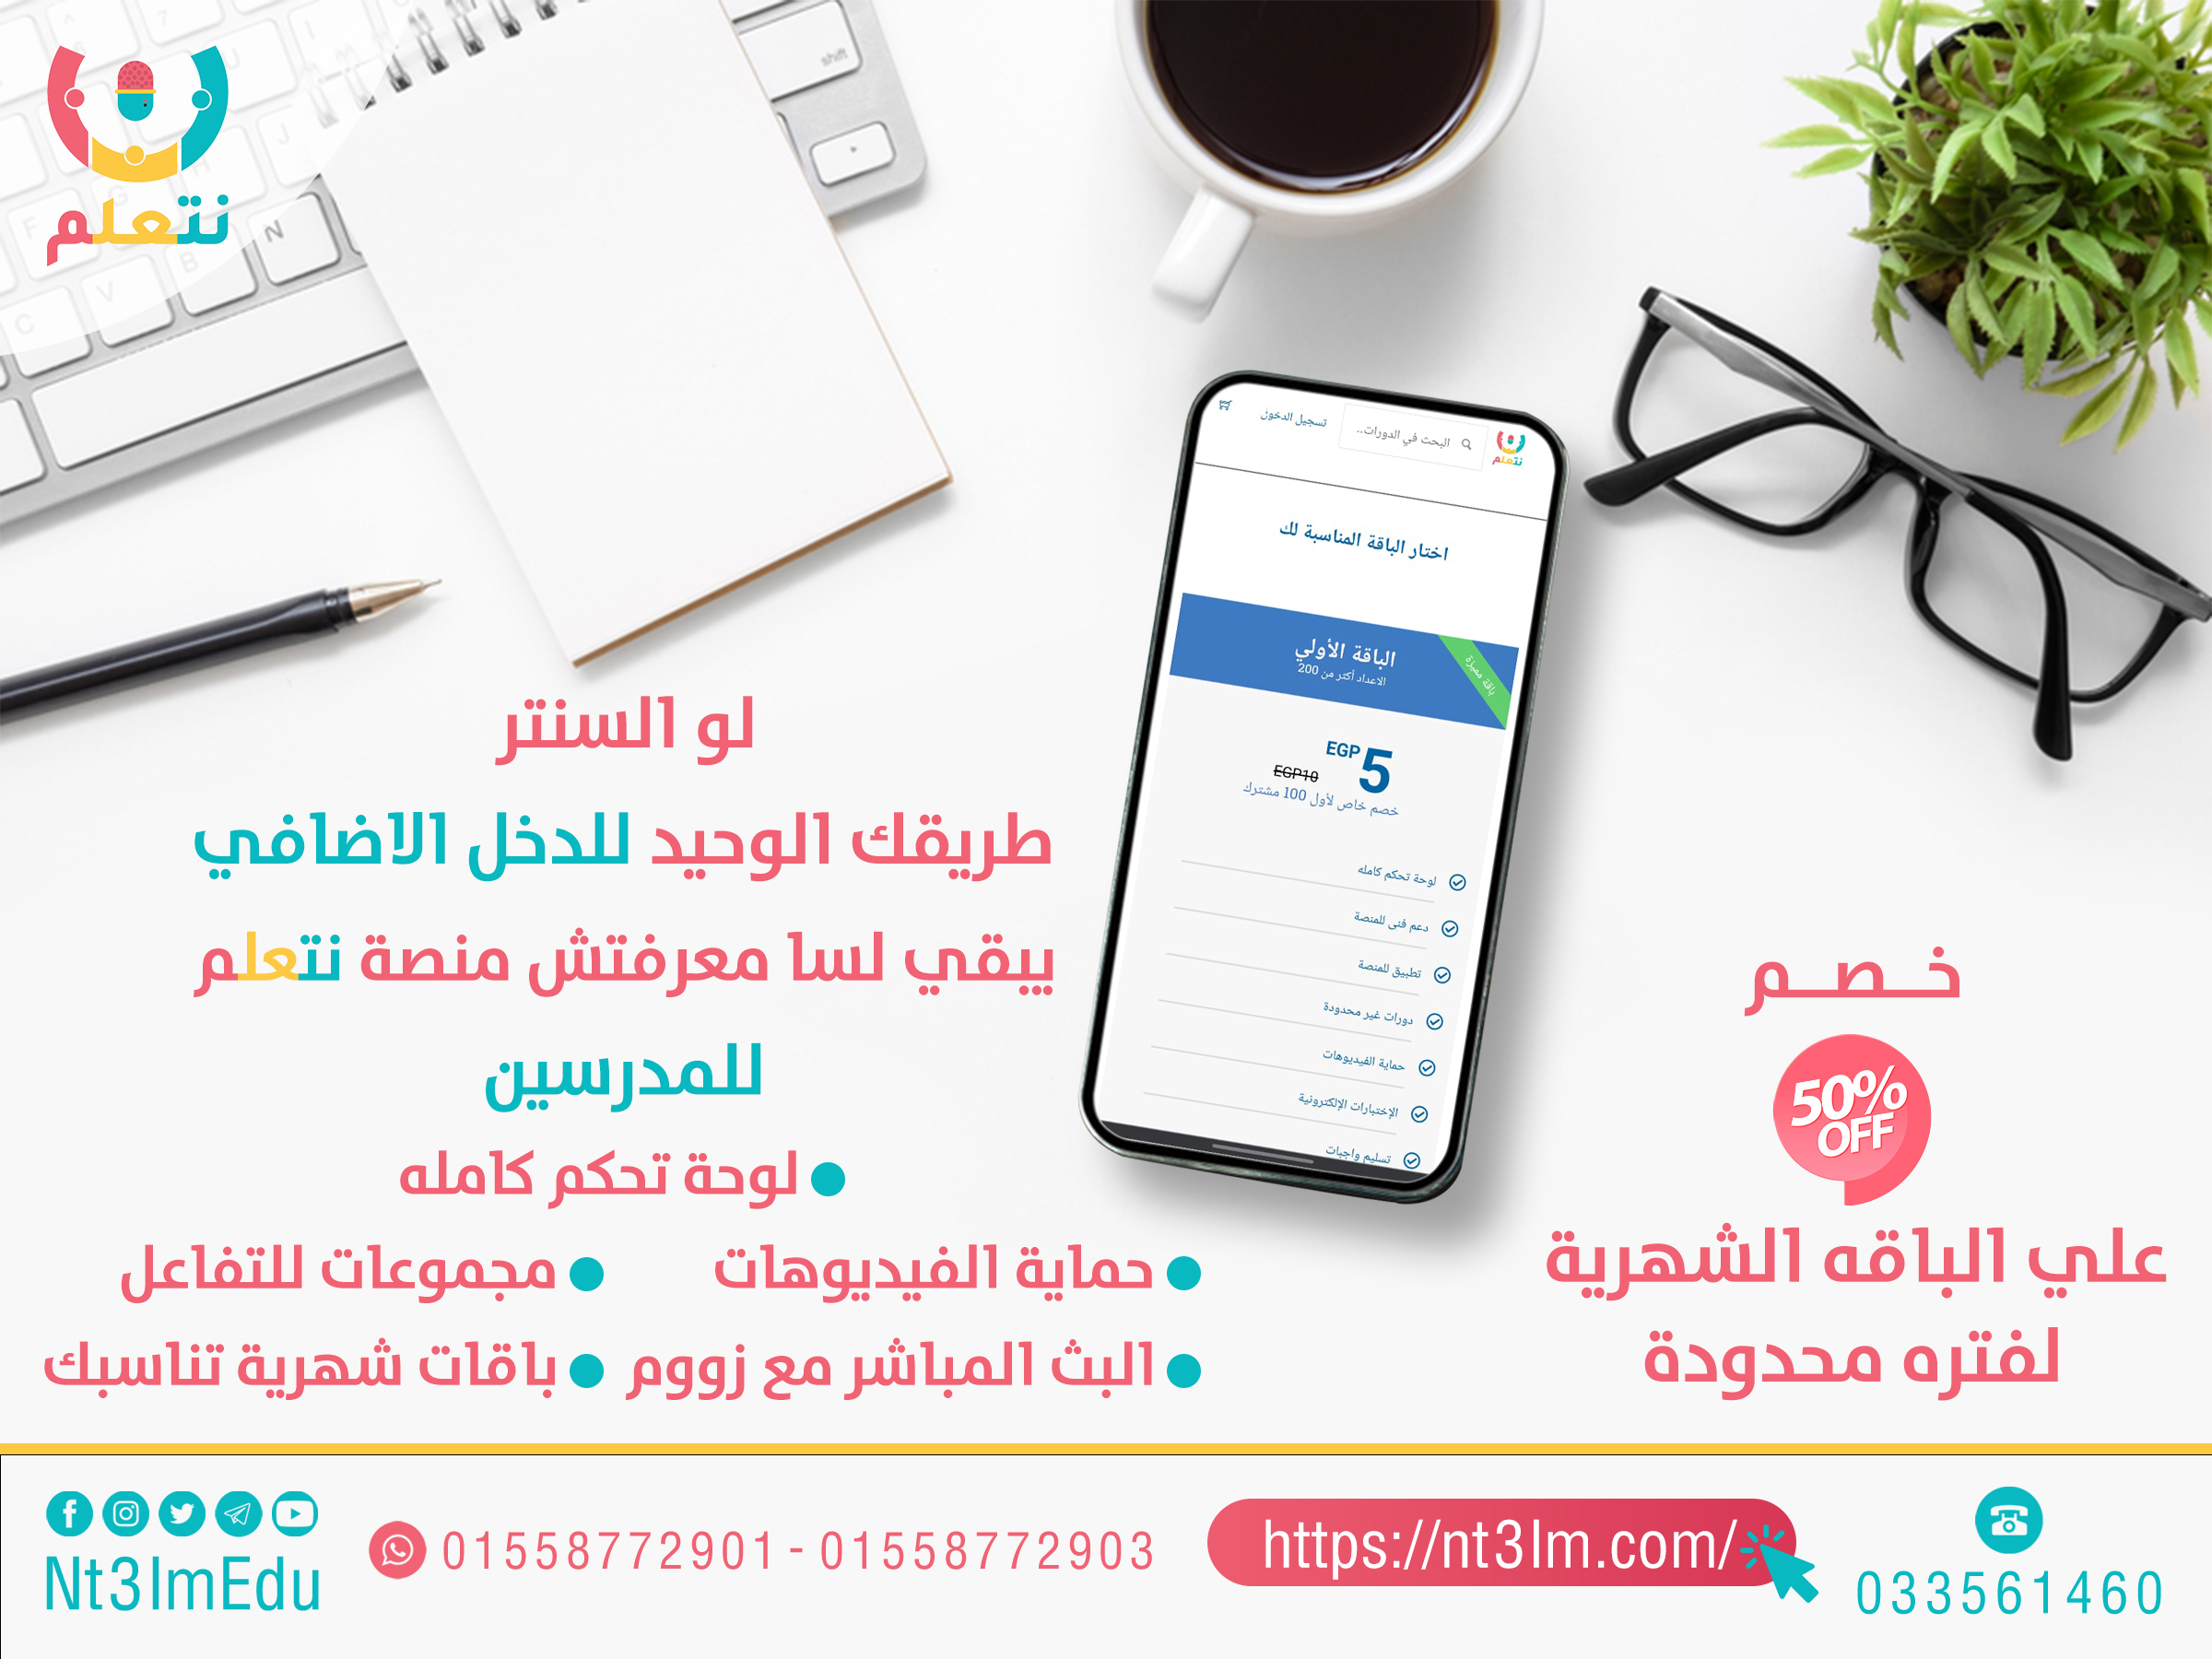 نتعلم
shift
نتعلم
البحث في الدورات..
تسجيل الدخول
اختار الباقة المناسبة لك
باقة مميزة
الباقة الأولي
الاعداد أكثر من 200
5 EGP
EGP10
خصم خاص لأول 100 مشترك
لوحة تحكم كامله
دعم فنى للمنصة
تطبيق للمنصة
دورات غير محدودة
حماية الفيديوهات
الإختبارات الإلكترونية
تسليم واجبات
لو السنتر
طريقك الوحيد للدخل الاضافي
يبقي لسا معرفتش منصة نتعلم
للمدرسين
لوحة تحكم كامله
حماية الفيديوهات
مجموعات للتفاعل
البث المباشر مع زووم
باقات شهرية تناسبك
خـــصـــم
50%
OFF
علي الباقه الشهرية
لفتره محدودة
Nt3lmEdu
01558772901 - 01558772903
https://nt3lm.com/
033561460